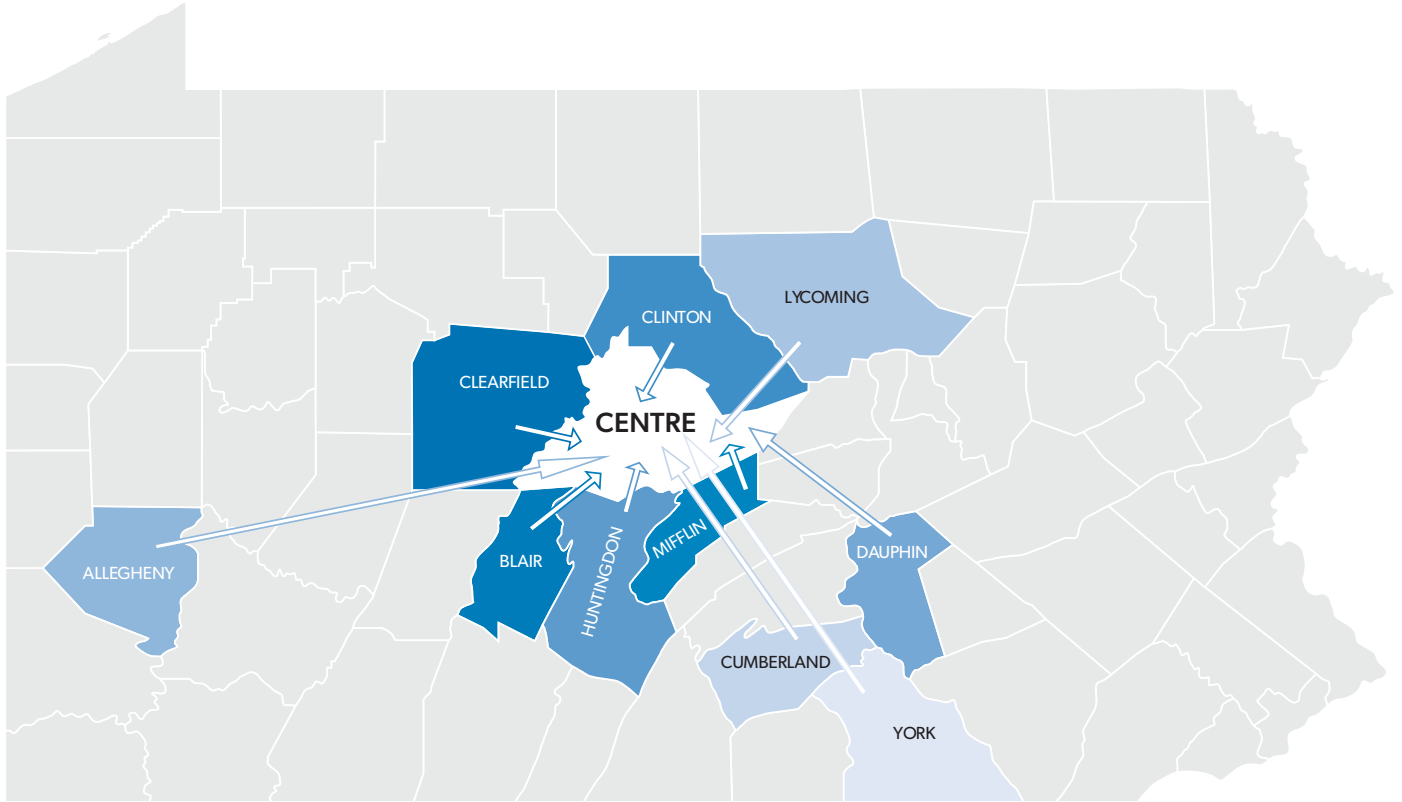 LYCOMING
CLINTON
CLEARFIELD
CENTRE
MIFFLIN
DAUPHIN
BLAIR
ALLEGHENY
HUNTINGDON
CUMBERLAND
YORK